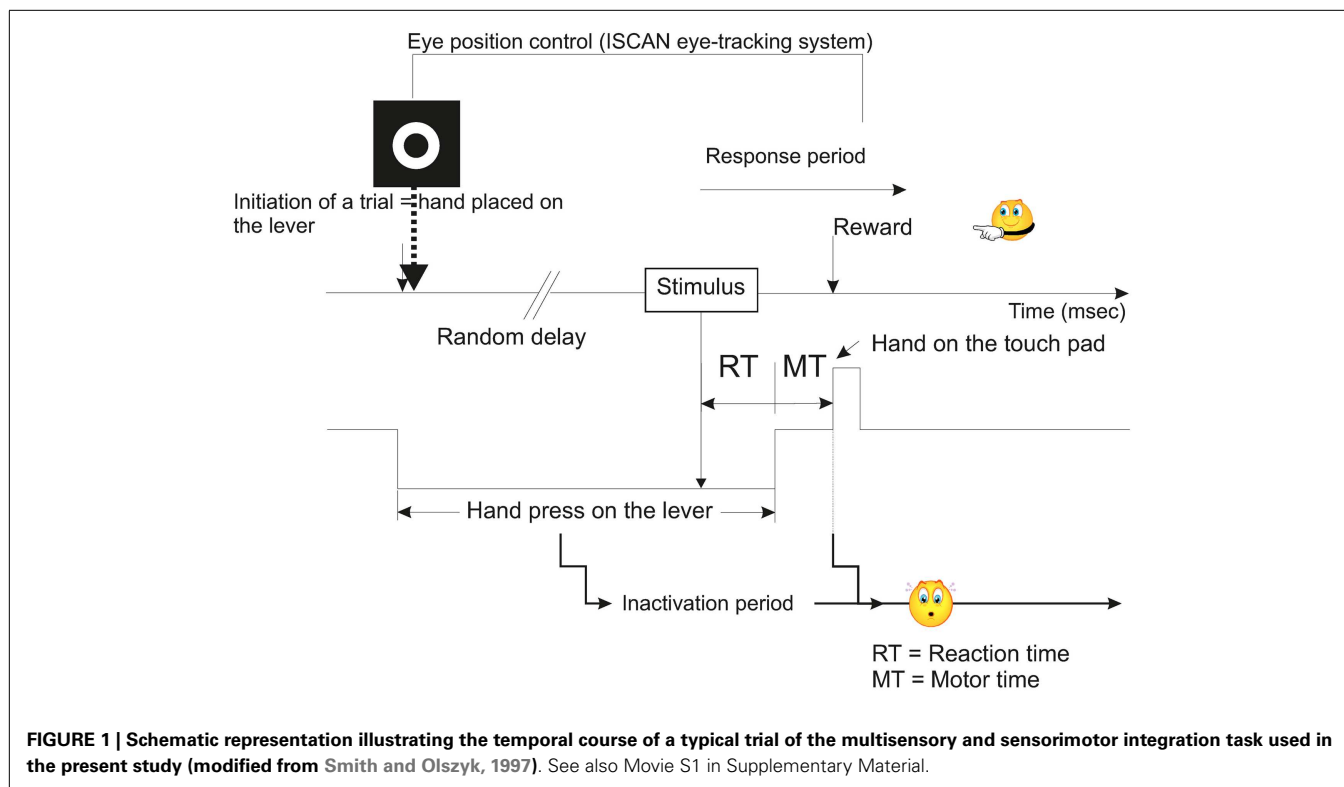 Eye position control (ISCAN eye-tracking system)
Response period
Initiation of a trial = hand placed on
the lever
Reward
Stimulus
Time (msec)
Random delay
Hand on the touch pad
RT
MT
Hand press on the lever
Inactivation period
RT = Reaction time
MT = Motor time
FIGURE 1 | Schematic representation illustrating the temporal course of a typical trial of the multisensory and sensorimotor integration task used in
the present study (modified from Smith and Olszyk, 1997). See also Movie S1 in Supplementary Material.